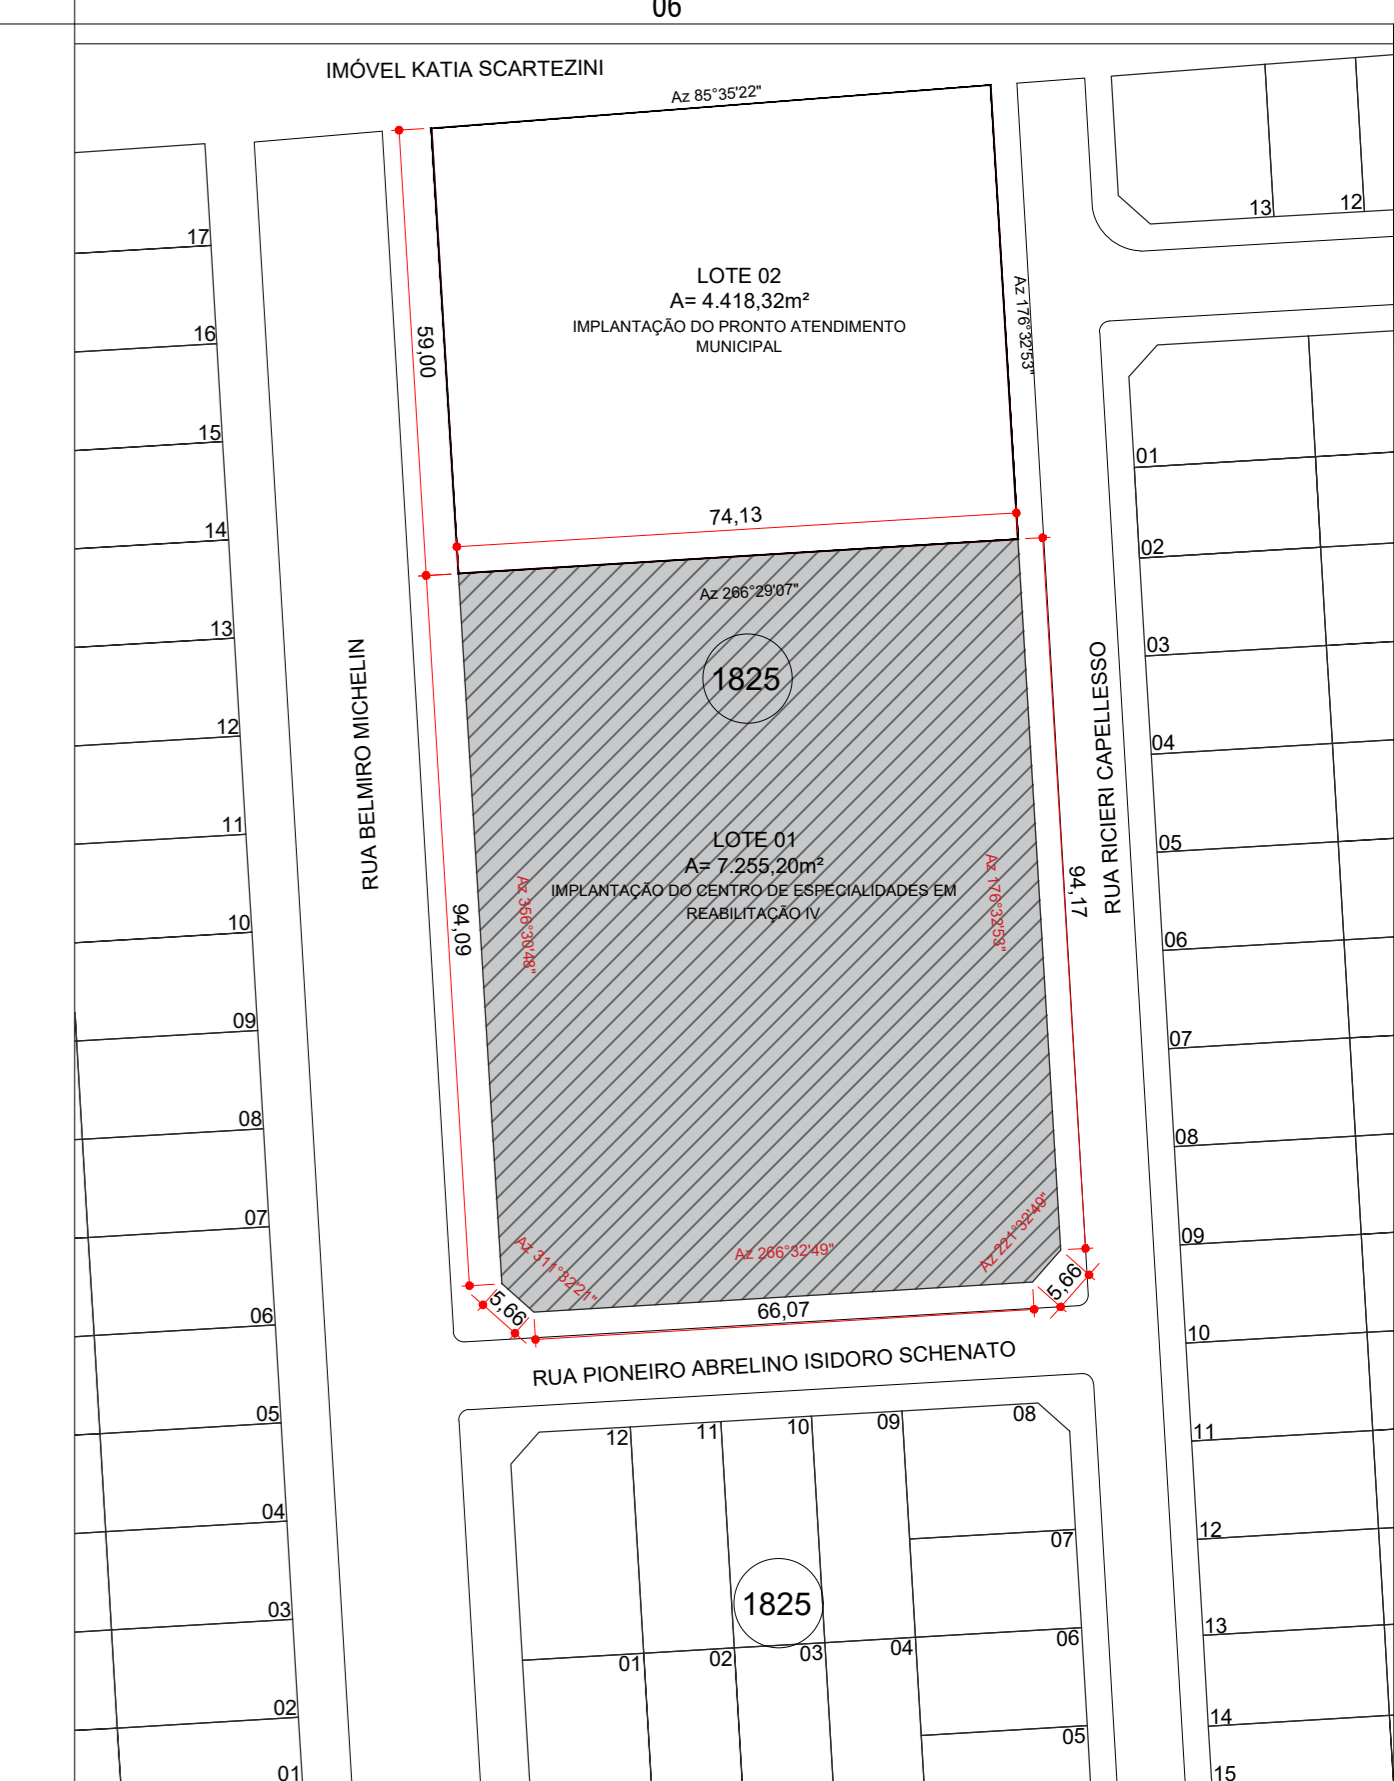 06
IMÓVEL KATIA SCARTEZINI
Az 85°35'22"
13
12
17
16
15
14
13
12
11
10
09
08
07
06
05
04
03
02
01
59,00
LOTE 02
A= 4.418,32m²
IMPLANTAÇÃO DO PRONTO ATENDIMENTO
MUNICIPAL
Az 176°32'53"
74,13
Az 266°29'07"
1825
RUA BELMIRO MICHELIN
94,09
Az 356°30'48"
LOTE 01
A= 7.255,20m²
IMPLANTAÇÃO DO CENTRO DE ESPECIALIDADES EM
REABILITAÇÃO IV
Az 176°32'53"
94,17
RUA RICIERI CAPELLESSO
Az 311°32'21"
Az 266°32'49"
Az 221°32'49"
5,66
66,07
5,66
RUA PIONEIRO ABRELINO ISIDORO SCHENATO
01
02
03
04
05
06
07
08
09
10
11
12
13
14
15
12
11
10
09
08
07
1825
06
01
02
03
04
05